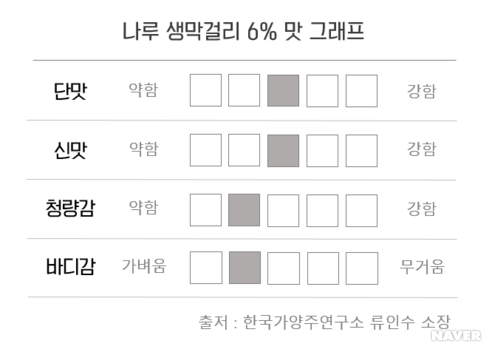 나루 생막걸리 6% 맛 그래프
단맛 약함 강함
신맛 약함 강함
청량감 약함 강함
바디감 가벼움 무거움
출저 : 한국가양주연구소 류인수 소장
NAVER